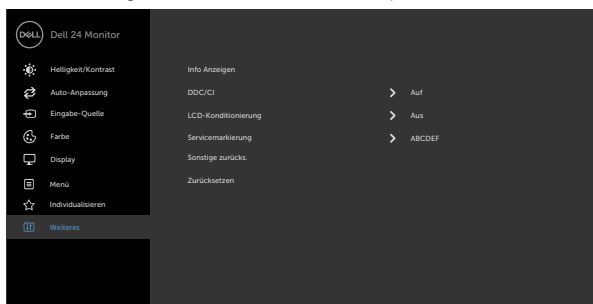 DELL Dell 24 Monitor
Helligkeit/Kontrast Info Anzeigen
Auto-Anpassung DDC/CI Auf
Eingabe-Quelle LCD-Konditionierung Aus
Farbe Servicemarkierung ABCDEF
Display Sonstige zurücks.
Menü Zurücksetzen
Individualisieren
Weiteres